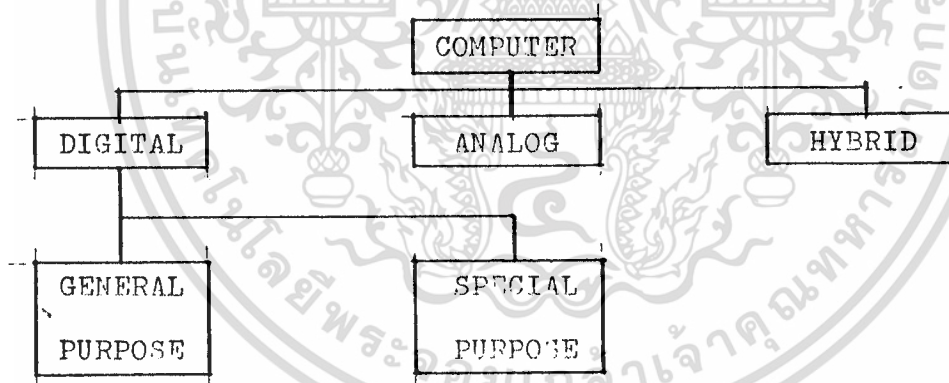 COMPUTER
DIGITAL
ANALOG
HYBRID
GENERAL
PURPOSE
SPECIAL
PURPOSE